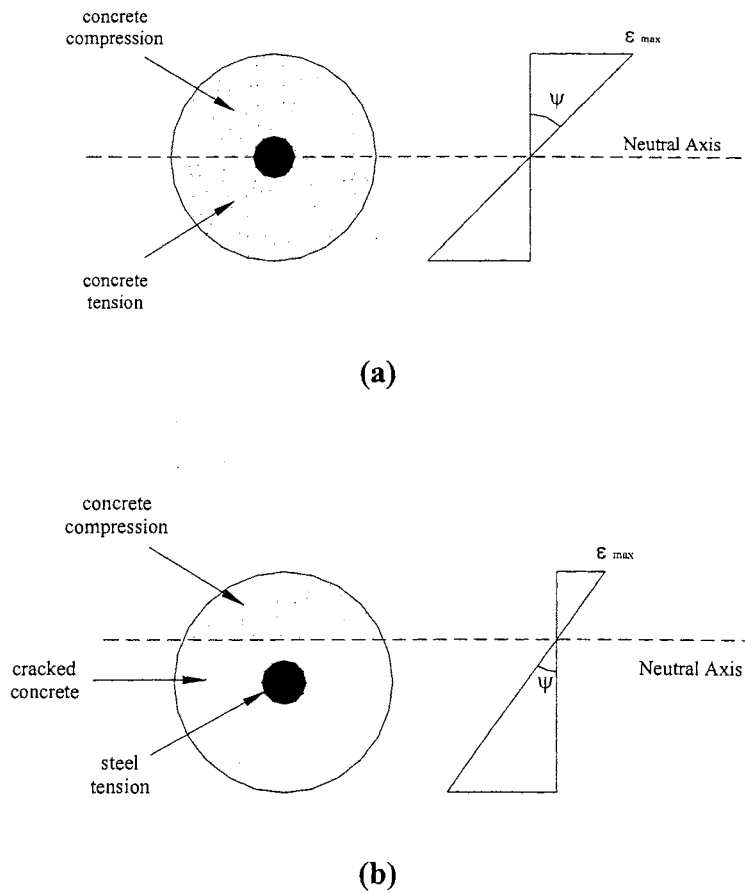 concrete
compression
ε max
ψ
Neutral Axis
concrete
tension
(a)
concrete
compression
ε max
cracked
concrete
Neutral Axis
ψ
steel
tension
(b)